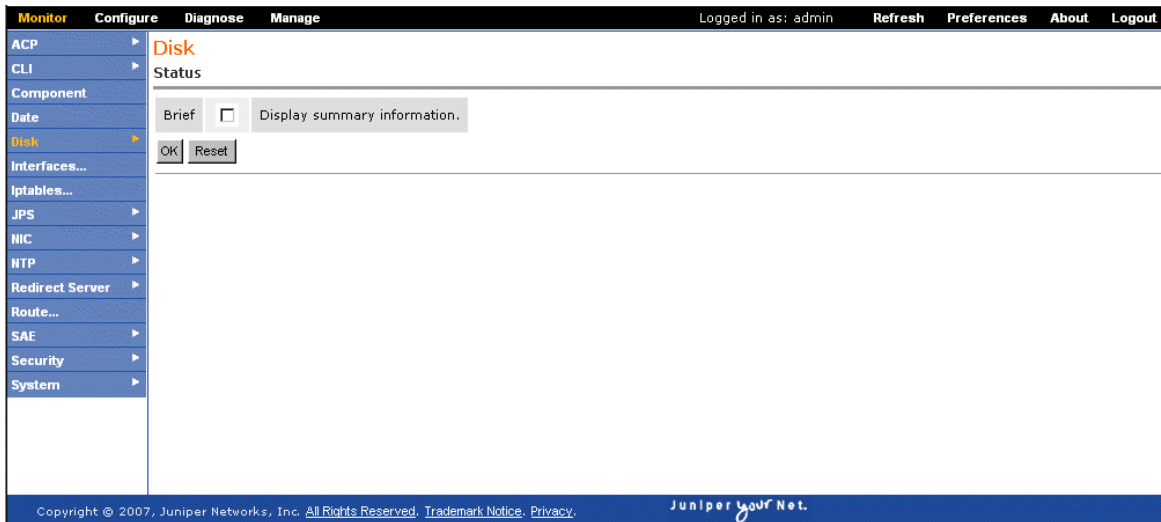 Monitor Configure Diagnose Manage Logged in as: admin Refresh Preferences About Logout
ACP
CLI
Component
Date
Disk
Interfaces...
Iptables...
JPS
NIC
NTP
Redirect Server
Route...
SAE
Security
System
Disk
Status
Brief Display summary information.
OK Reset
Copyright © 2007, Juniper Networks, Inc. All Rights Reserved. Trademark Notice. Privacy.
Juniper your Net.